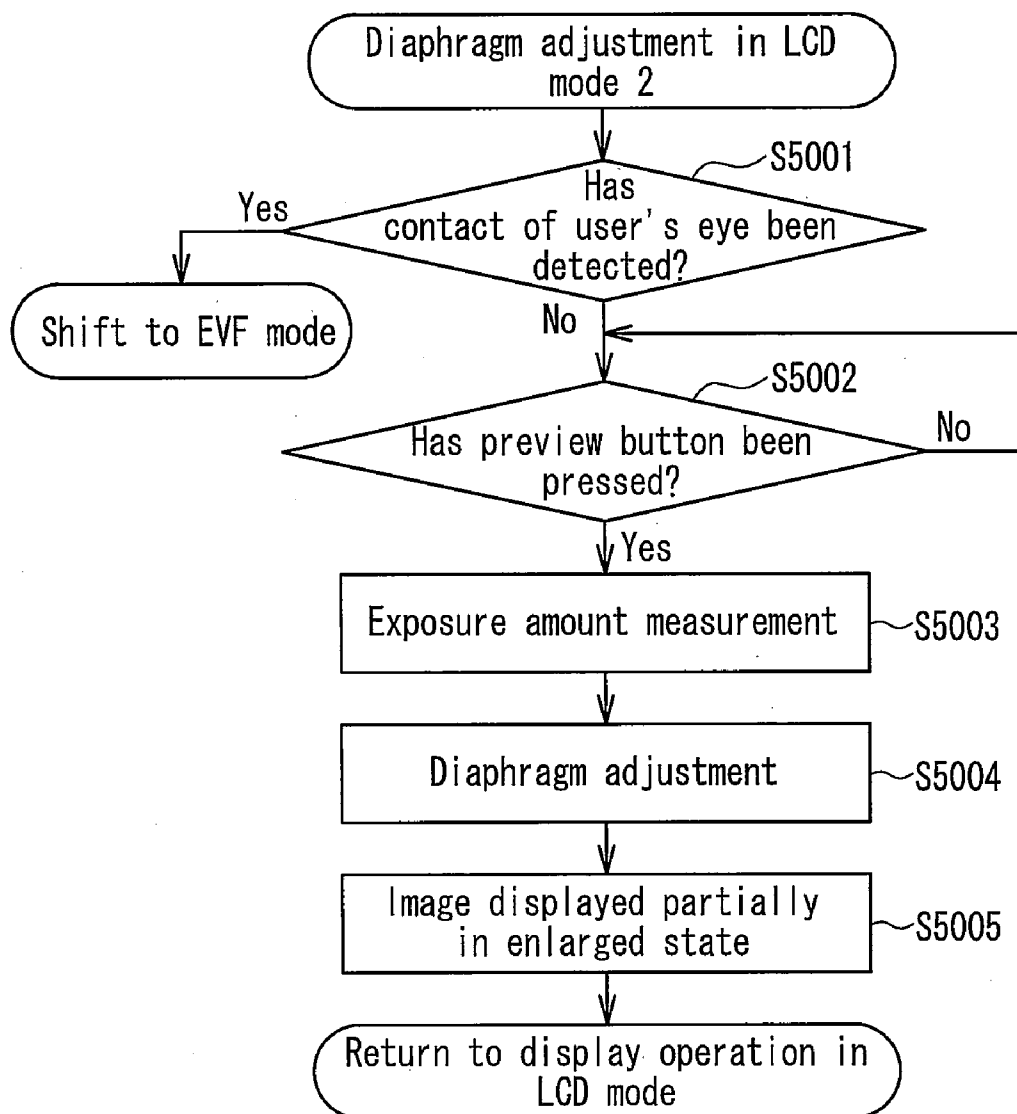 Diaphragm adjustment in LCD
mode 2
S5001
Has
contact of user's eye been
detected?
Yes
Shift to EVF mode
No
S5002
Has preview button been
pressed?
No
Yes
Exposure amount measurement
S5003
Diaphragm adjustment
S5004
Image displayed partially
in enlarged state
S5005
Return to display operation in
LCD mode